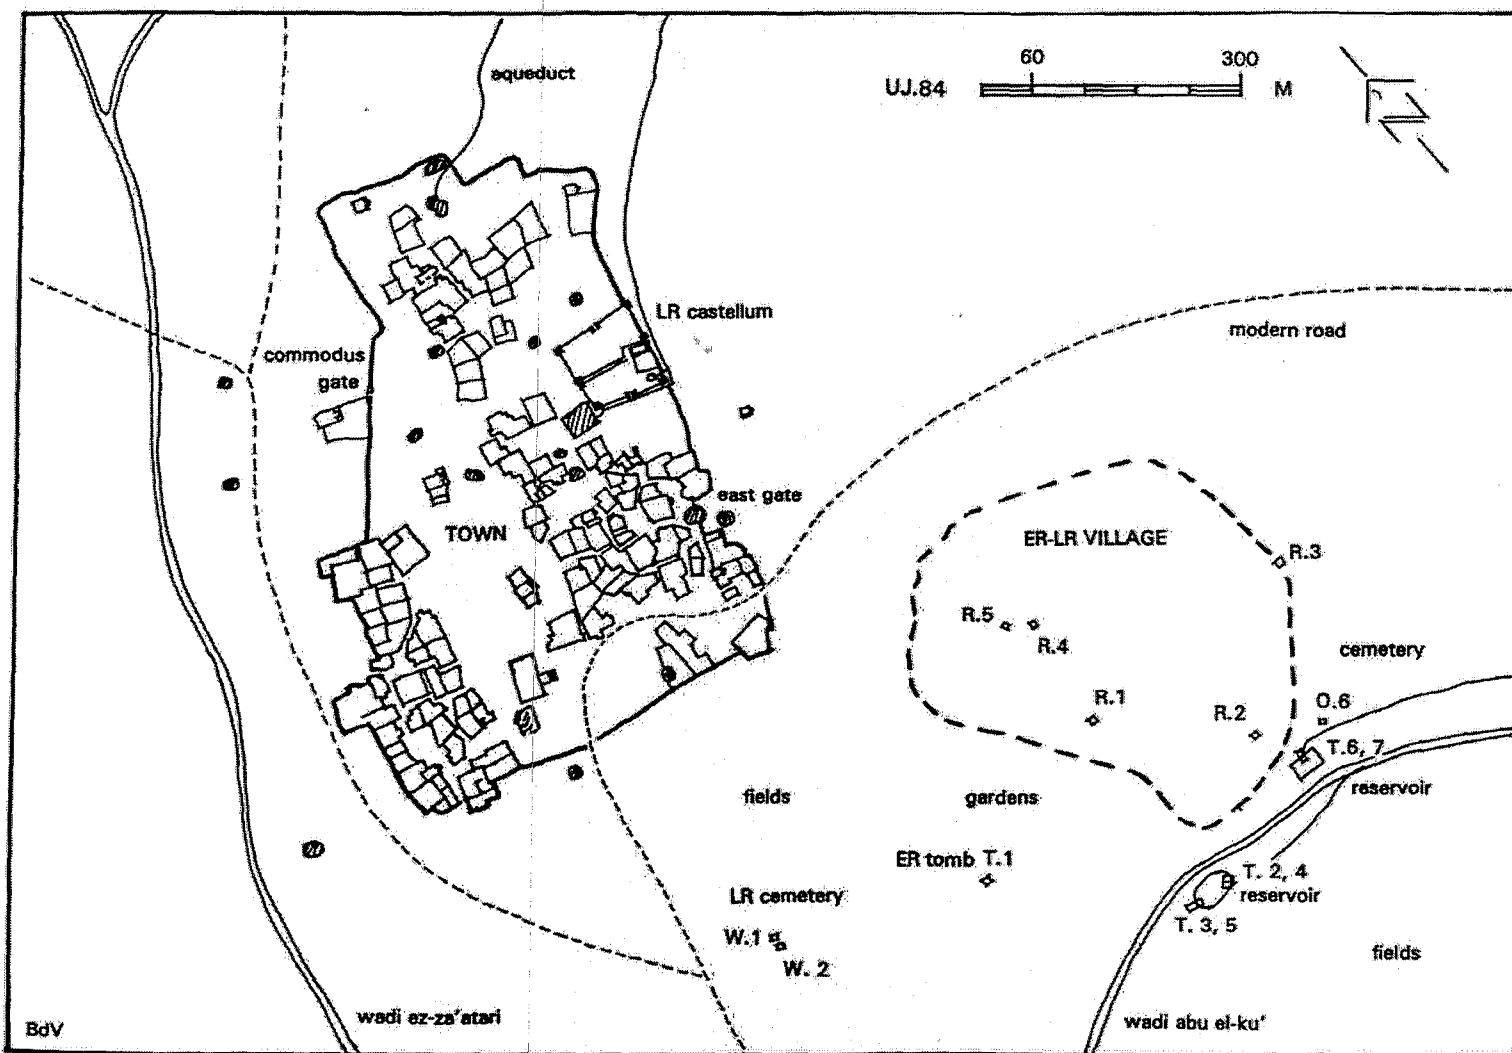 aqueduct
60 300
UJ.84 M
LR castellum
modern road
commodus
gate
east gate
TOWN
ER-LR VILLAGE
R.3
R.5
R.4
cemetery
R.1
R.2
O.6
T.6, 7
reservoir
fields
gardens
ER tomb T.1
T. 2, 4
reservoir
LR cemetery
T. 3, 5
W.1
W. 2
fields
wadi ez-za'atari
wadi abu el-ku'
BdV